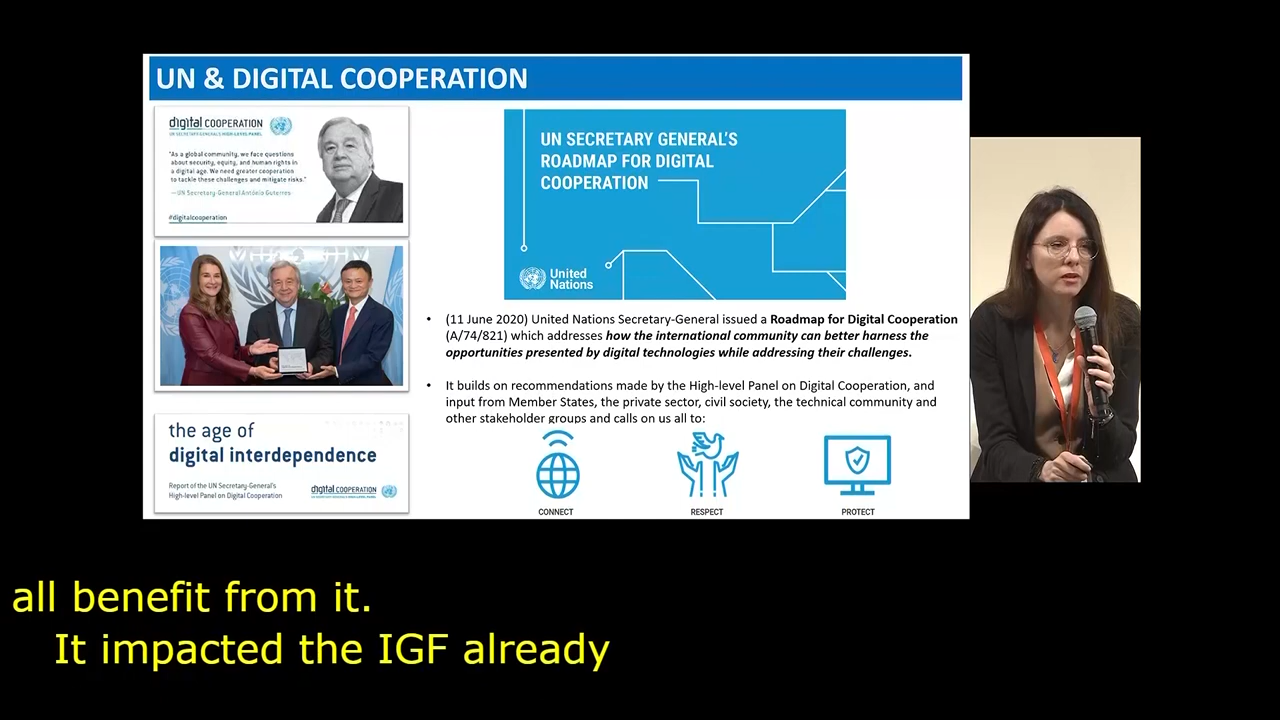 UN & DIGITAL COOPERATION
digital COOPERATION
UN SECRETARY-GENERAL'S HIGH-LEVEL PANEL
"As a global community, we face questions
about security, equity, and human rights in
a digital age. We need greater cooperation
to tackle these challenges and mitigate risks."
—UN Secretary-General António Guterres
#digitalcooperation
the age of
digital interdependence
Report of the UN Secretary-General's
High-level Panel on Digital Cooperation
digital COOPERATION
UN SECRETARY GENERAL'S
ROADMAP FOR DIGITAL
COOPERATION
United
Nations
• (11 June 2020) United Nations Secretary-General issued a Roadmap for Digital Cooperation
(A/74/821) which addresses how the international community can better harness the
opportunities presented by digital technologies while addressing their challenges.
• It builds on recommendations made by the High-level Panel on Digital Cooperation, and
input from Member States, the private sector, civil society, the technical community and
other stakeholder groups and calls on us all to:
CONNECT
RESPECT
PROTECT
all benefit from it.
It impacted the IGF already